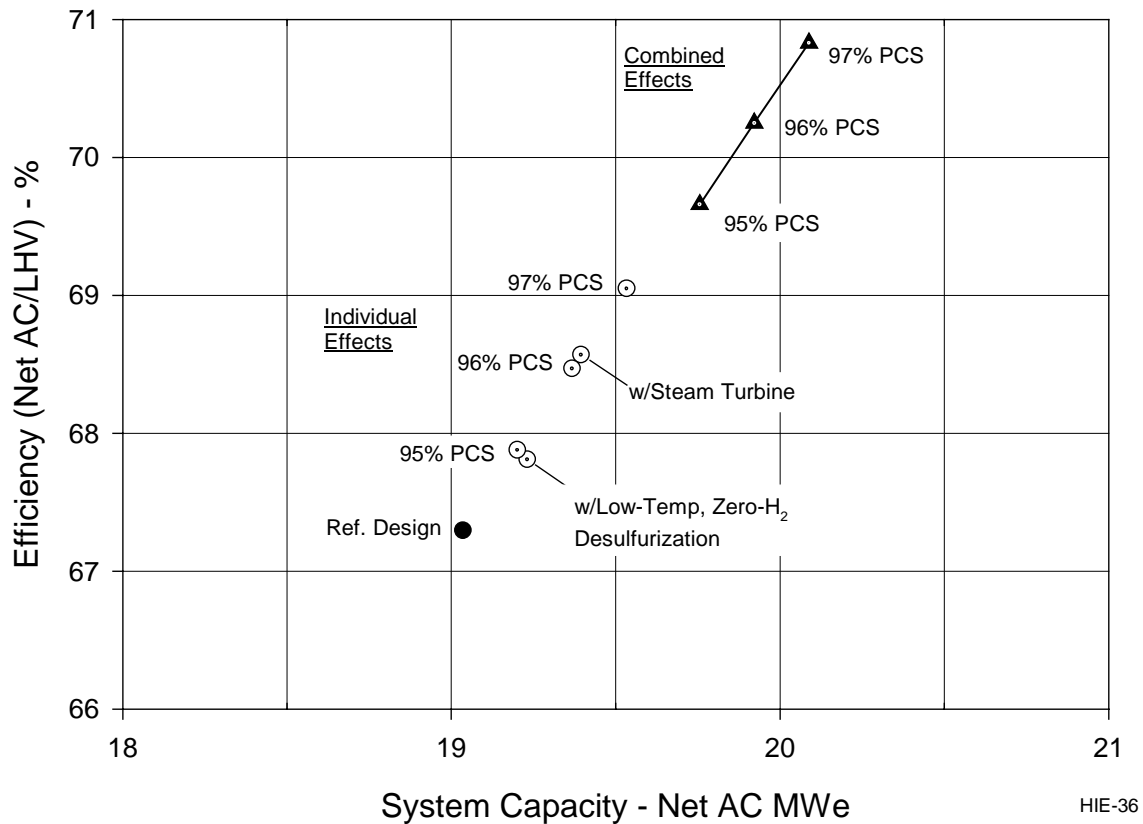 71
70
69
68
67
66
Efficiency (Net AC/LHV) - %
Combined
Effects
97% PCS
96% PCS
95% PCS
97% PCS
Individual
Effects
96% PCS
w/Steam Turbine
95% PCS
w/Low-Temp, Zero-H₂
Desulfurization
Ref. Design
18
19
20
21
System Capacity - Net AC MWe
HIE-36